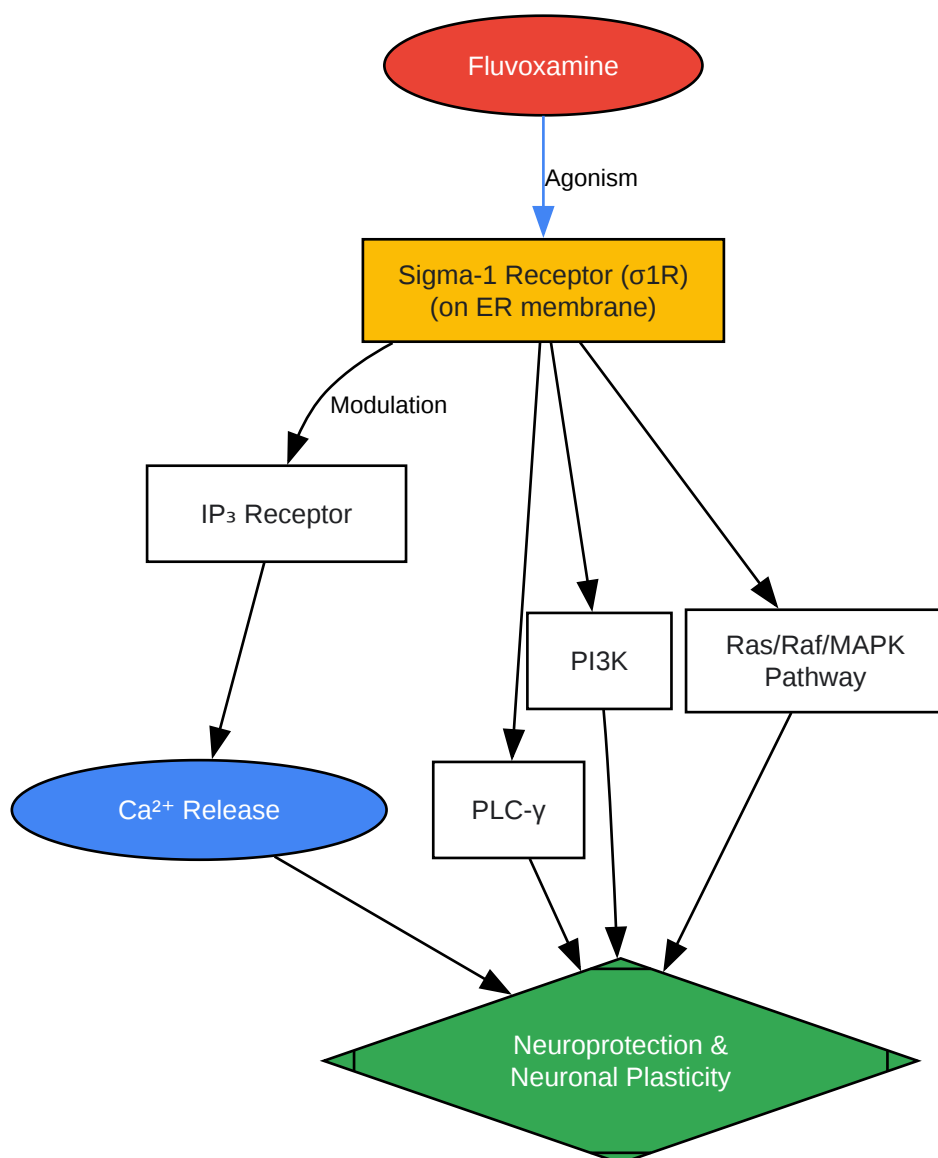 Fluvoxamine
Agonism
Sigma-1 Receptor (σ1R)
(on ER membrane)
Modulation
IP₃ Receptor
PI3K
Ras/Raf/MAPK
Pathway
Ca²⁺ Release
PLC-γ
Neuroprotection &
Neuronal Plasticity